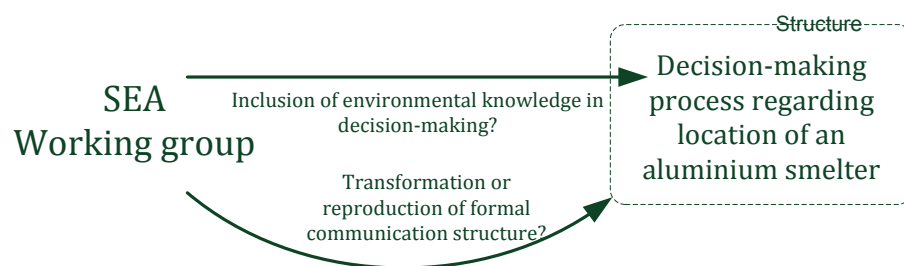 Structure
SEA
Working group
Inclusion of environmental knowledge in
decision-making?
Transformation or
reproduction of formal
communication structure?
Decision-making
process regarding
location of an
aluminium smelter